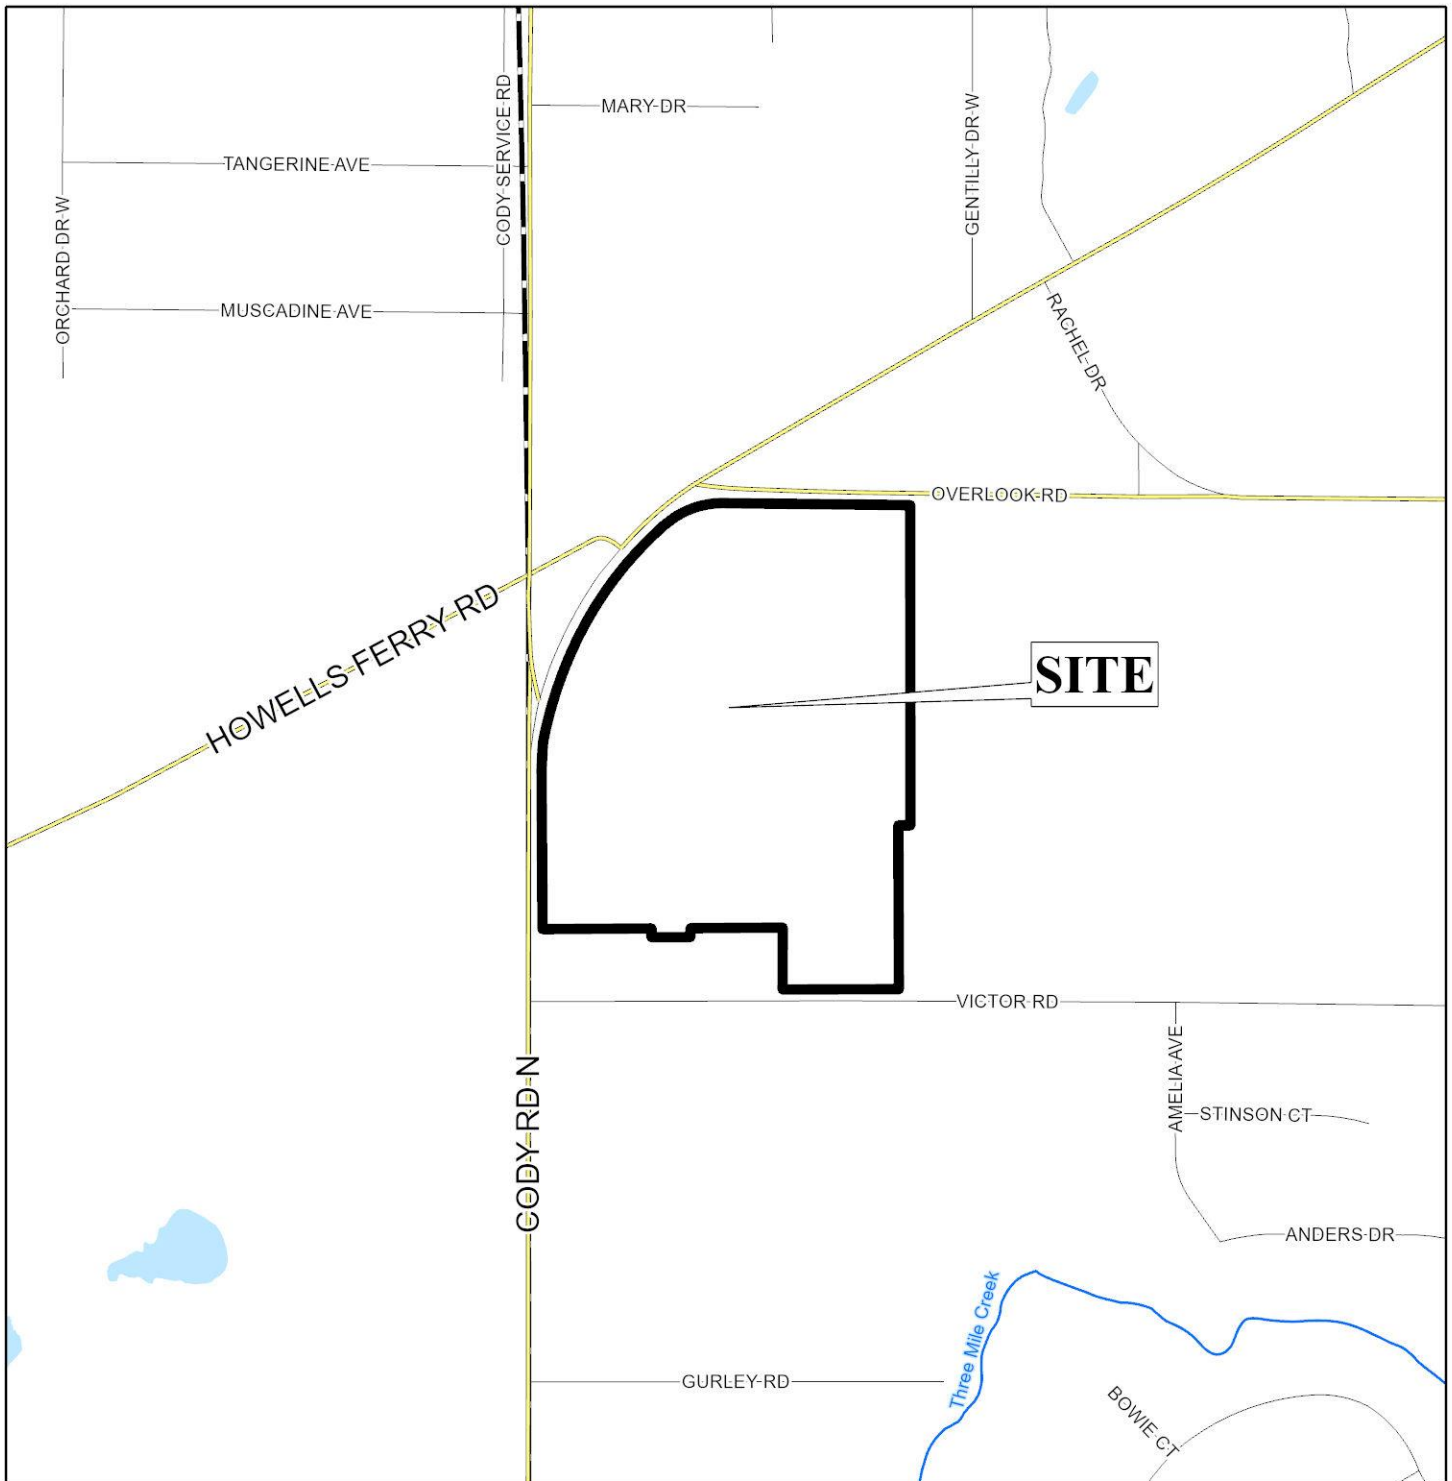 MARY DR
CODY SERVICE RD
TANGERINE AVE
GENTILLY DR W
ORCHARD DR W
MUSCADINE AVE
RACHEL DR
OVERLOOK RD
HOWELLS FERRY RD
SITE
VICTOR RD
CODY RD N
AMELIA AVE
STINSON CT
ANDERS DR
Three Mile Creek
GURLEY RD
BOWIE CT